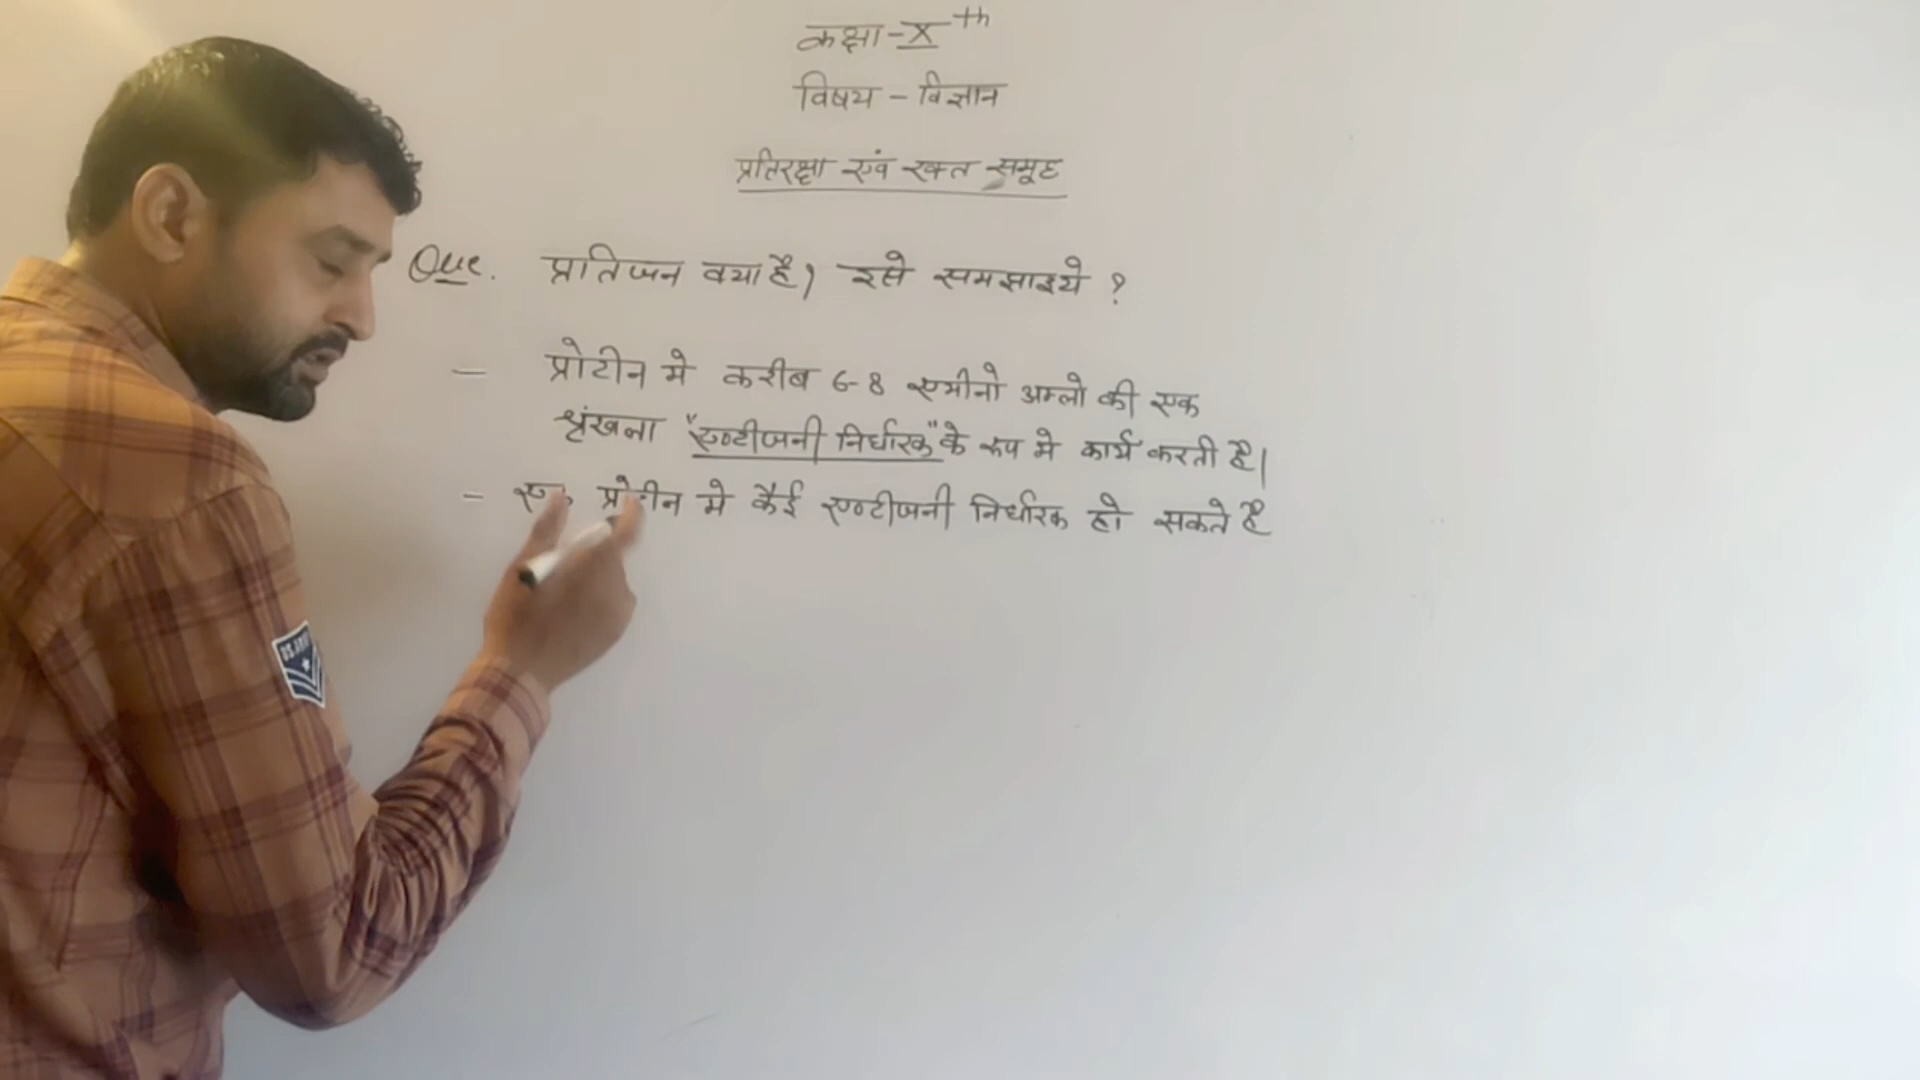 कक्षा - X th
विषय - विज्ञान
प्रतिरक्षा एवं रक्त समूह
Que. प्रतिजन क्या है, इसे समझाइये ?
- प्रोटीन मे करीब 6-8 एमीनो अम्लो की एक
श्रृंखला "एण्टीजनी निर्धारक" के रूप मे कार्य करती है।
- एक प्रोटीन मे कैई एण्टीजनी निर्धारक हो सकते है